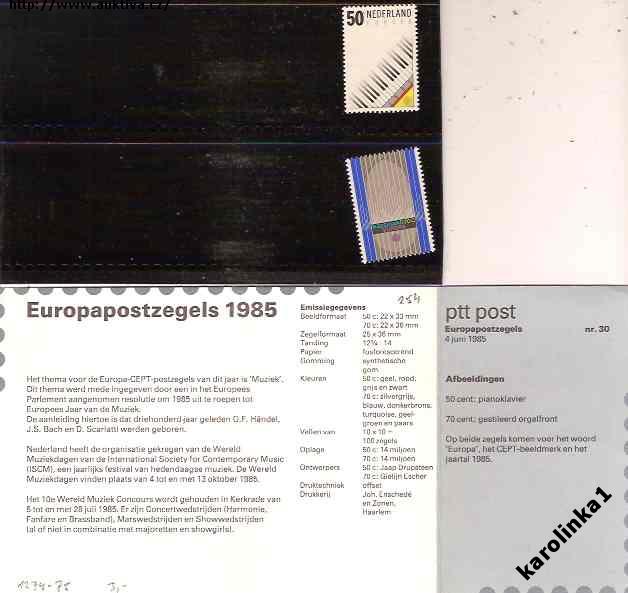 http://www.aukiva.cz/
50 NEDERLAND
EUROPA
Europapostzegels 1985
Het thema voor de Europa-CEPT-postzegels van dit jaar is 'Muziek'.
Dit thema werd mede ingegeven door een in het Europees
Parlement aangenomen resolutie om 1985 uit te roepen tot
Europees Jaar van de Muziek.
De aanleiding hiertoe is dat driehonderd jaar geleden G.F. Händel,
J.S. Bach en D. Scarlatti werden geboren.
Nederland heeft de organisatie gekregen van de Wereld
Muziekdagen van de International Society for Contemporary Music
(ISCM), een jaarlijks festival van hedendaagse muziek. De Wereld
Muziekdagen vinden plaats van 4 tot en met 13 oktober 1985.
Het 10e Wereld Muziek Concours wordt gehouden in Kerkrade van
5 tot en met 28 juli 1985. Er zijn Concertwedstrijden (Harmonie,
Fanfare en Brassband), Marswedstrijden en Showwedstrijden
(al of niet in combinatie met majoretten en showgirls).
1274-75 3,-
254
Emissiegegevens
Beeldformaat 50 c: 22 x 33 mm
70 c: 22 x 36 mm
Zegelformaat 25 x 36 mm
Tanding 12¾ : 14
Papier fosforescerend
Gomming synthetische
gom
Kleuren 50 c: geel, rood,
grijs en zwart
70 c: zilvergrijs,
blauw, donkerbrons,
turquoise, geel-
groen en paars
Vellen van 10 x 10 =
100 zegels
Oplage 50 c: 14 miljoen
70 c: 14 miljoen
Ontwerpers 50 c: Jaap Drupsteen
70 c: Gielijn Escher
Druktechniek offset
Drukkerij Joh. Enschedé
en Zonen,
Haarlem
ptt post
Europapostzegels nr. 30
4 juni 1985
Afbeeldingen
50 cent: pianoklavier
70 cent: gestileerd orgelfront
Op beide zegels komen voor het woord
'Europa', het CEPT-beeldmerk en het
jaartal 1985.
karolinka1